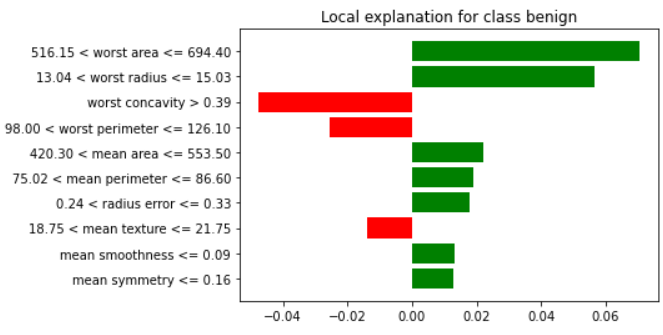 Local explanation for class benign
516.15 < worst area <= 694.40
13.04 < worst radius <= 15.03
worst concavity > 0.39
98.00 < worst perimeter <= 126.10
420.30 < mean area <= 553.50
75.02 < mean perimeter <= 86.60
0.24 < radius error <= 0.33
18.75 < mean texture <= 21.75
mean smoothness <= 0.09
mean symmetry <= 0.16
−0.04 −0.02 0.00 0.02 0.04 0.06